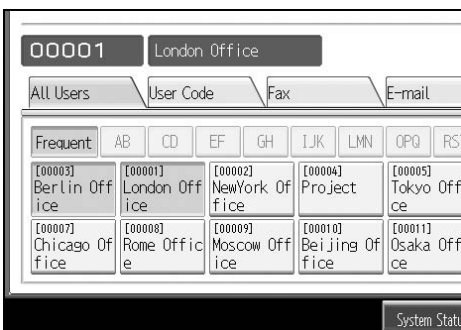 00001 London Office
All Users User Code Fax E-mail
Frequent AB CD EF GH IJK LMN OPQ RST
[00003] [00001] [00002] [00004] [00005]
Berlin Off London Off NewYork Of Project Tokyo Off
ice ice fice ce
[00007] [00008] [00009] [00010] [00011]
Chicago Of Rome Offic Moscow Off Beijing Of Osaka Off
fice e ice fice ce
System Statu